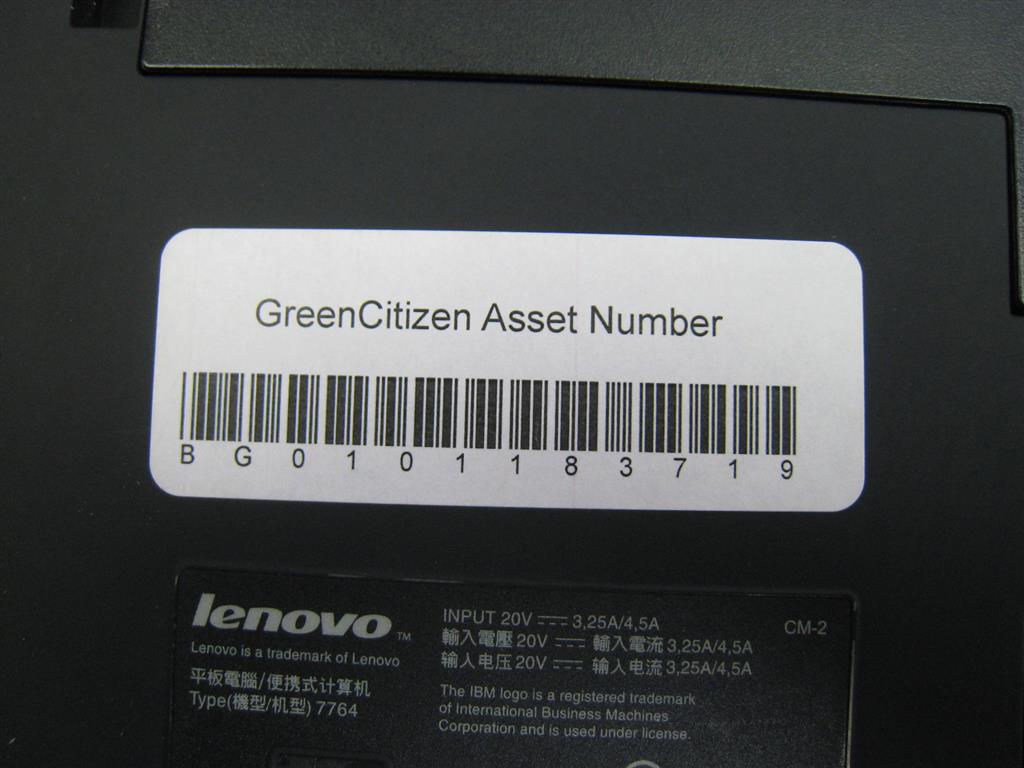 GreenCitizen Asset Number
B G 0 1 0 1 1 8 3 7 1 9
lenovo™
Lenovo is a trademark of Lenovo
平板電腦/便携式计算机
Type(機型/机型) 7764
INPUT 20V ⎓ 3,25A/4,5A
輸入電壓 20V ⎓ 輸入電流 3,25A/4,5A
输入电压 20V ⎓ 输入电流 3,25A/4,5A
The IBM logo is a registered trademark
of International Business Machines
Corporation and is used under license.
CM-2